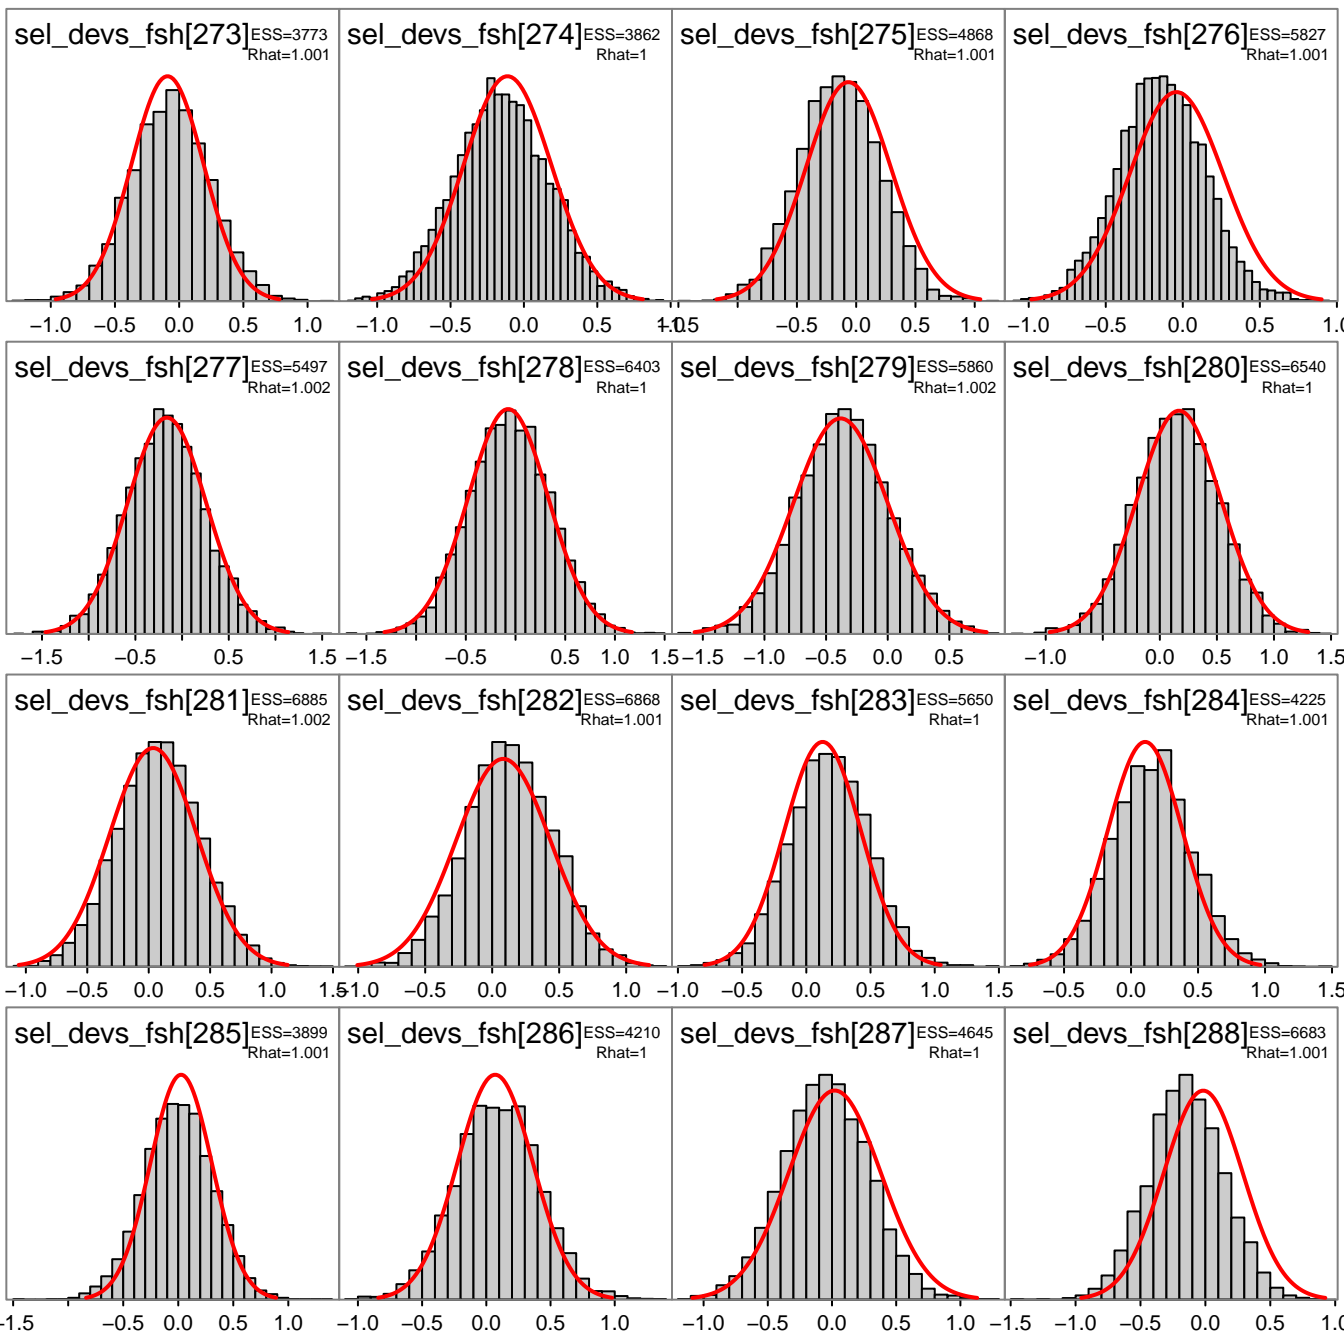 sel_devs_fsh[273] ESS=3773 Rhat=1.001
sel_devs_fsh[274] ESS=3862 Rhat=1
sel_devs_fsh[275] ESS=4868 Rhat=1.001
sel_devs_fsh[276] ESS=5827 Rhat=1.001
−1.0 −0.5 0.0 0.5 1.0
−1.0 −0.5 0.0 0.5 1.0
−1.5 −0.5 0.0 0.5 1.0
−1.0 −0.5 0.0 0.5 1.0
sel_devs_fsh[277] ESS=5497 Rhat=1.002
sel_devs_fsh[278] ESS=6403 Rhat=1
sel_devs_fsh[279] ESS=5860 Rhat=1.002
sel_devs_fsh[280] ESS=6540 Rhat=1
−1.5 −0.5 0.5 1.5
−1.5 −0.5 0.5 1.5
−1.5 −1.0 −0.5 0.0 0.5
−1.0 0.0 0.5 1.0 1.5
sel_devs_fsh[281] ESS=6885 Rhat=1.002
sel_devs_fsh[282] ESS=6868 Rhat=1.001
sel_devs_fsh[283] ESS=5650 Rhat=1
sel_devs_fsh[284] ESS=4225 Rhat=1.001
−1.0 −0.5 0.0 0.5 1.0 1.5
−1.0 −0.5 0.0 0.5 1.0
−1.0 −0.5 0.0 0.5 1.0 1.5
−0.5 0.0 0.5 1.0 1.5
sel_devs_fsh[285] ESS=3899 Rhat=1.001
sel_devs_fsh[286] ESS=4210 Rhat=1
sel_devs_fsh[287] ESS=4645 Rhat=1
sel_devs_fsh[288] ESS=6683 Rhat=1.001
−1.5 −0.5 0.0 0.5 1.0
−1.0 −0.5 0.0 0.5 1.0
−1.0 −0.5 0.0 0.5 1.0
−1.5 −1.0 −0.5 0.0 0.5 1.0